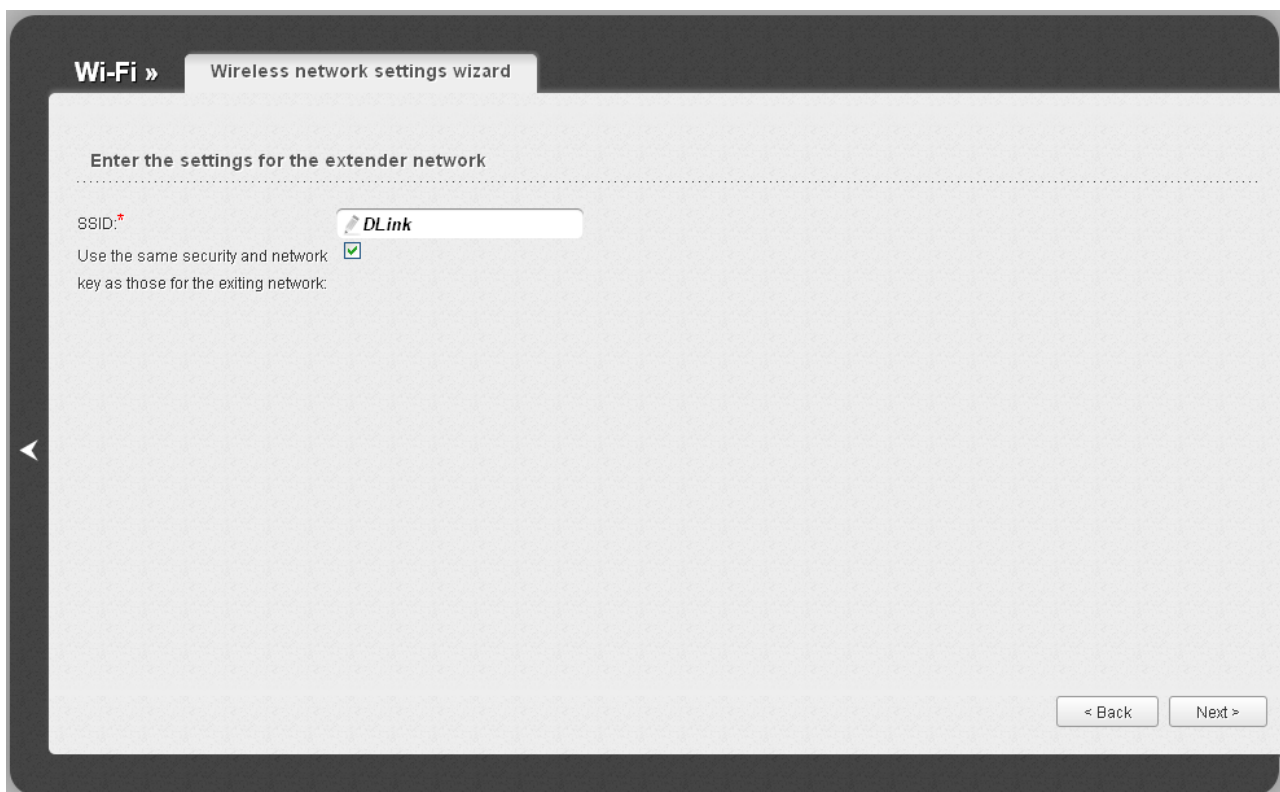 Wi-Fi »
Wireless network settings wizard
Enter the settings for the extender network
SSID:*
DLink
Use the same security and network
key as those for the exiting network:
< Back
Next >